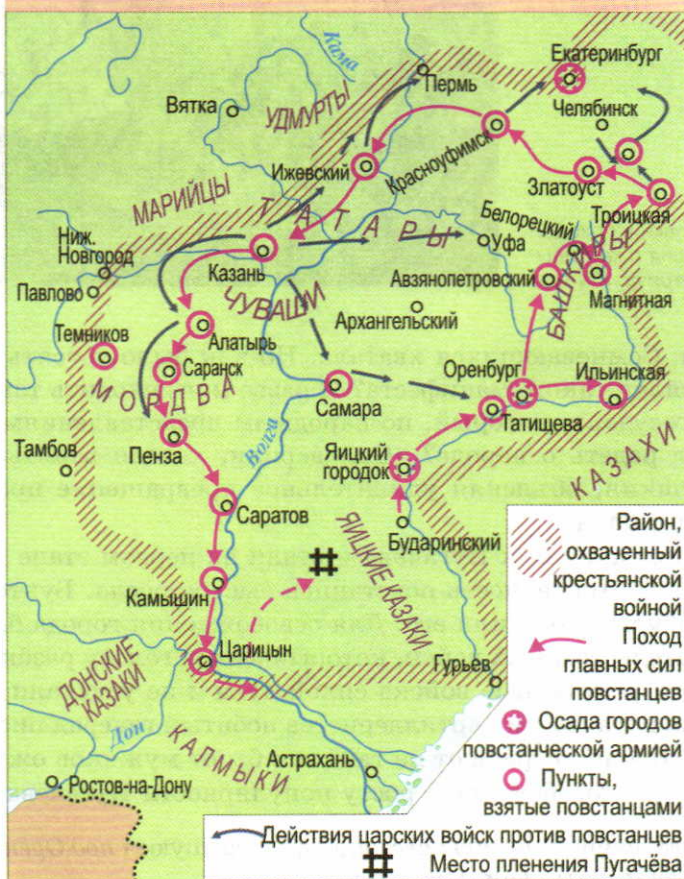 Кама
Екатеринбург
Пермь
Вятка
УДМУРТЫ
Челябинск
Ижевский
Красноуфимск
МАРИЙЦЫ
Златоуст
Троицкая
ТАТАРЫ
Белорецкий
Ниж.
Новгород
Уфа
Казань
Авзянопетровский
БАШКИРЫ
Павлово
ЧУВАШИ
Магнитная
Архангельский
Темников
Алатырь
Саранск
Оренбург
Ильинская
МОРДВА
Самара
Татищева
Тамбов
Пенза
Волга
Яицкий
городок
КАЗАХИ
Саратов
Бударинский
ЯИЦКИЕ КАЗАКИ
Камышин
Царицын
Гурьев
ДОНСКИЕ
КАЗАКИ
Дон
КАЛМЫКИ
Астрахань
Ростов-на-Дону
Район,
охваченный
крестьянской
войной
Поход
главных сил
повстанцев
Осада городов
повстанческой армией
Пункты,
взятые повстанцами
Действия царских войск против повстанцев
Место пленения Пугачёва